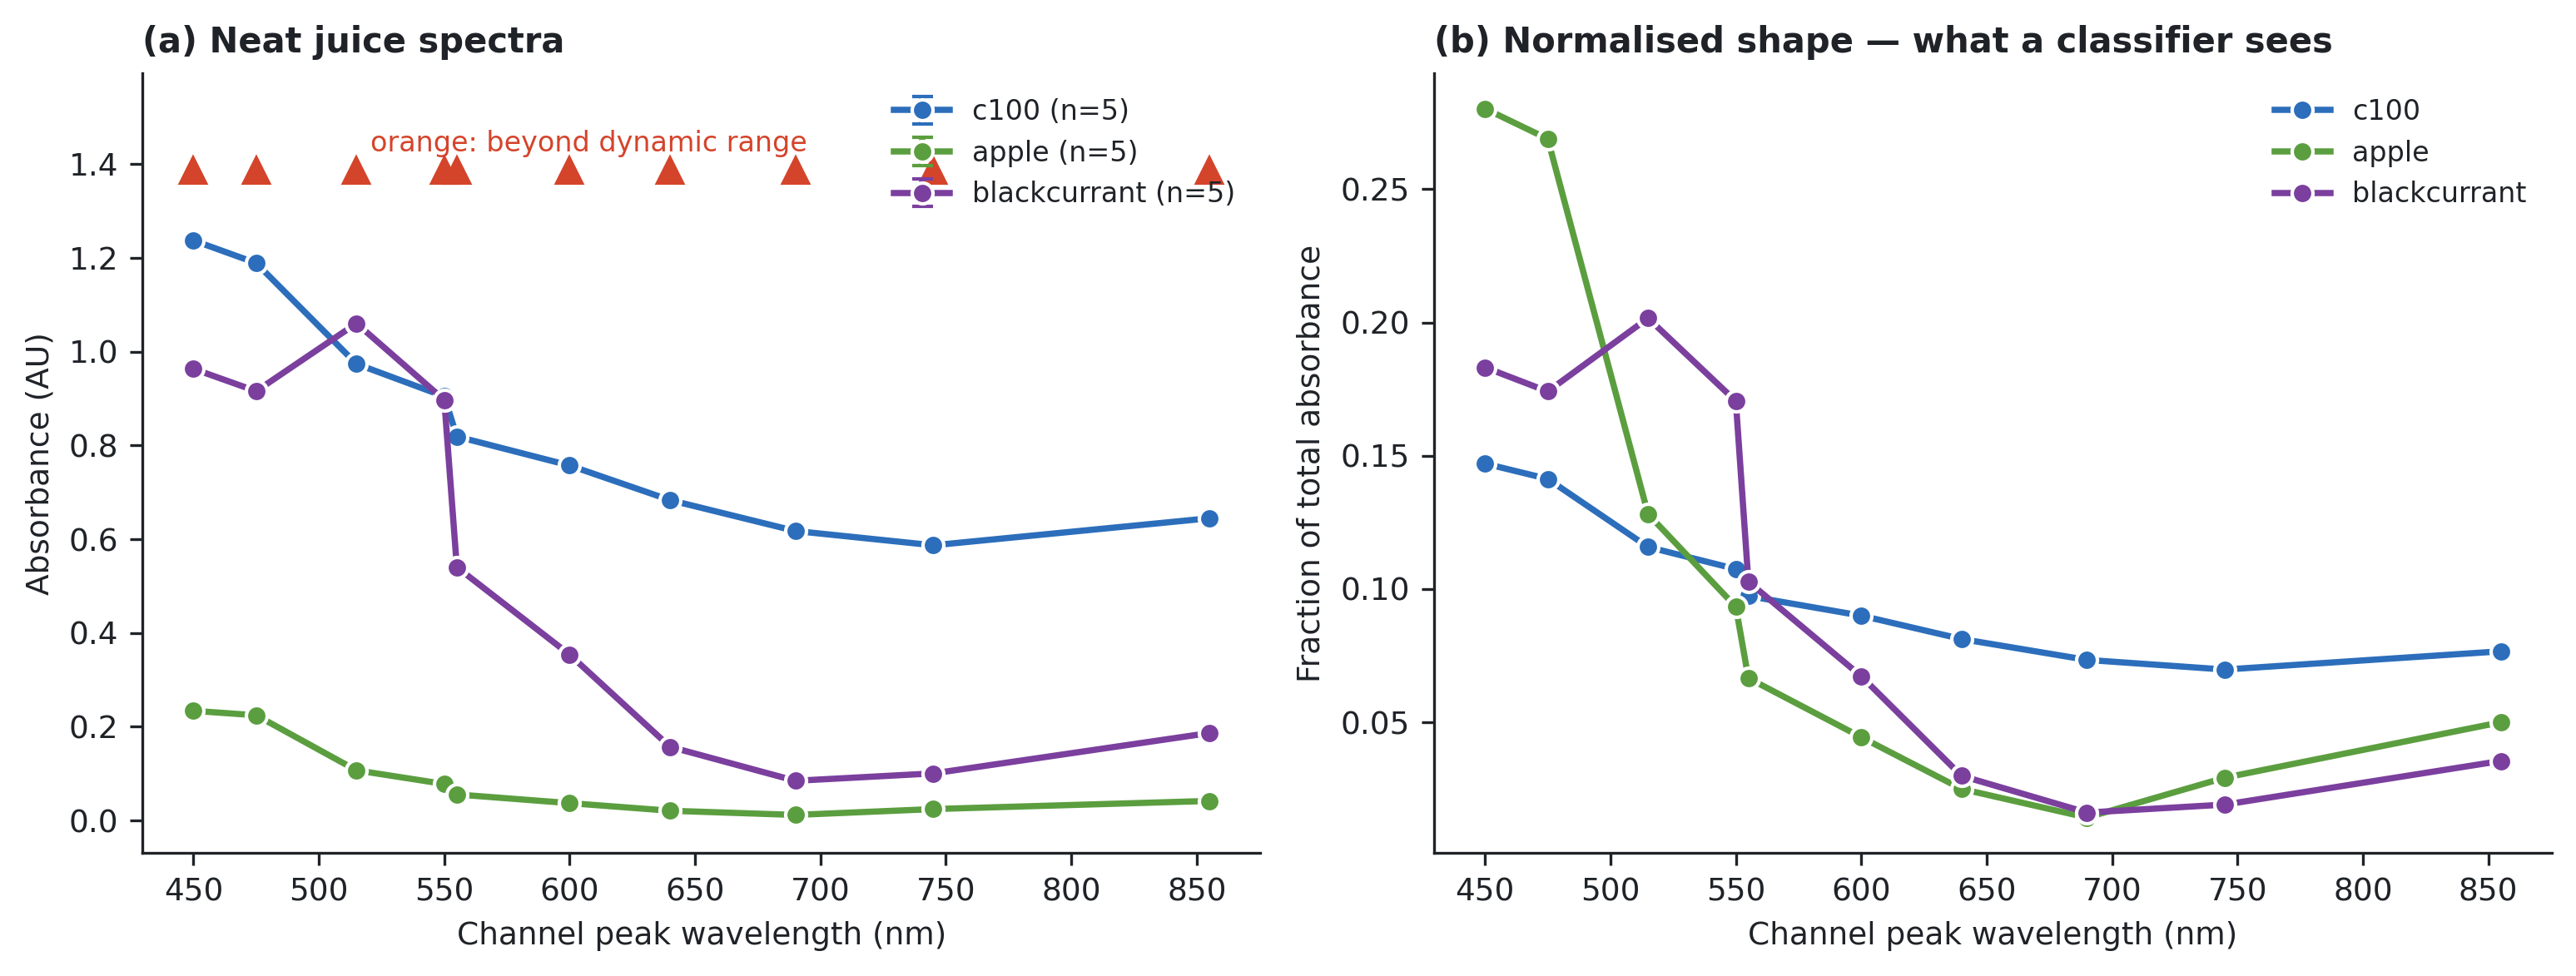 (a) Neat juice spectra
orange: beyond dynamic range
c100 (n=5)
apple (n=5)
blackcurrant (n=5)
1.4
1.2
1.0
0.8
0.6
0.4
0.2
0.0
Absorbance (AU)
450 500 550 600 650 700 750 800 850
Channel peak wavelength (nm)
(b) Normalised shape — what a classifier sees
c100
apple
blackcurrant
0.25
0.20
0.15
0.10
0.05
Fraction of total absorbance
450 500 550 600 650 700 750 800 850
Channel peak wavelength (nm)